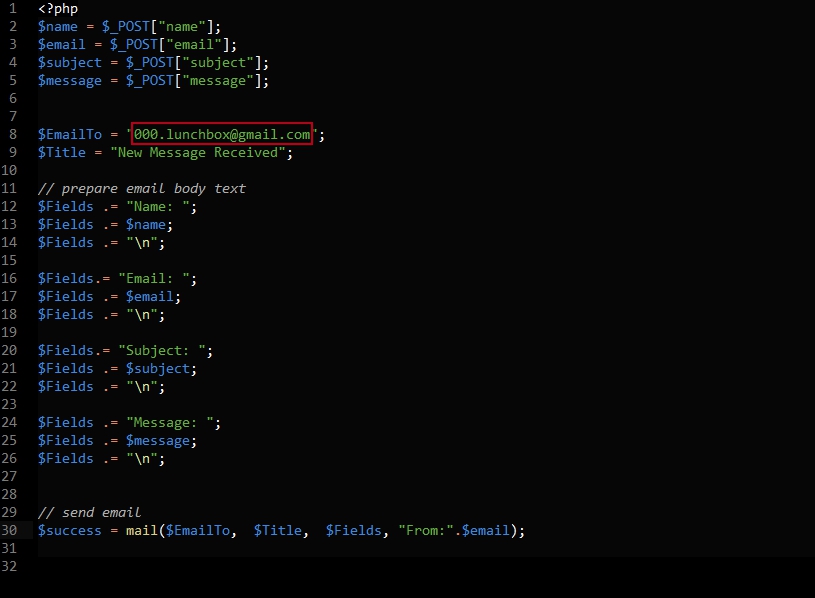 1 <?php
2 $name = $_POST["name"];
3 $email = $_POST["email"];
4 $subject = $_POST["subject"];
5 $message = $_POST["message"];
6
7
8 $EmailTo = "000.lunchbox@gmail.com";
9 $Title = "New Message Received";
10
11 // prepare email body text
12 $Fields .= "Name: ";
13 $Fields .= $name;
14 $Fields .= "\n";
15
16 $Fields.= "Email: ";
17 $Fields .= $email;
18 $Fields .= "\n";
19
20 $Fields.= "Subject: ";
21 $Fields .= $subject;
22 $Fields .= "\n";
23
24 $Fields .= "Message: ";
25 $Fields .= $message;
26 $Fields .= "\n";
27
28
29 // send email
30 $success = mail($EmailTo,  $Title,  $Fields, "From:".$email);
31
32